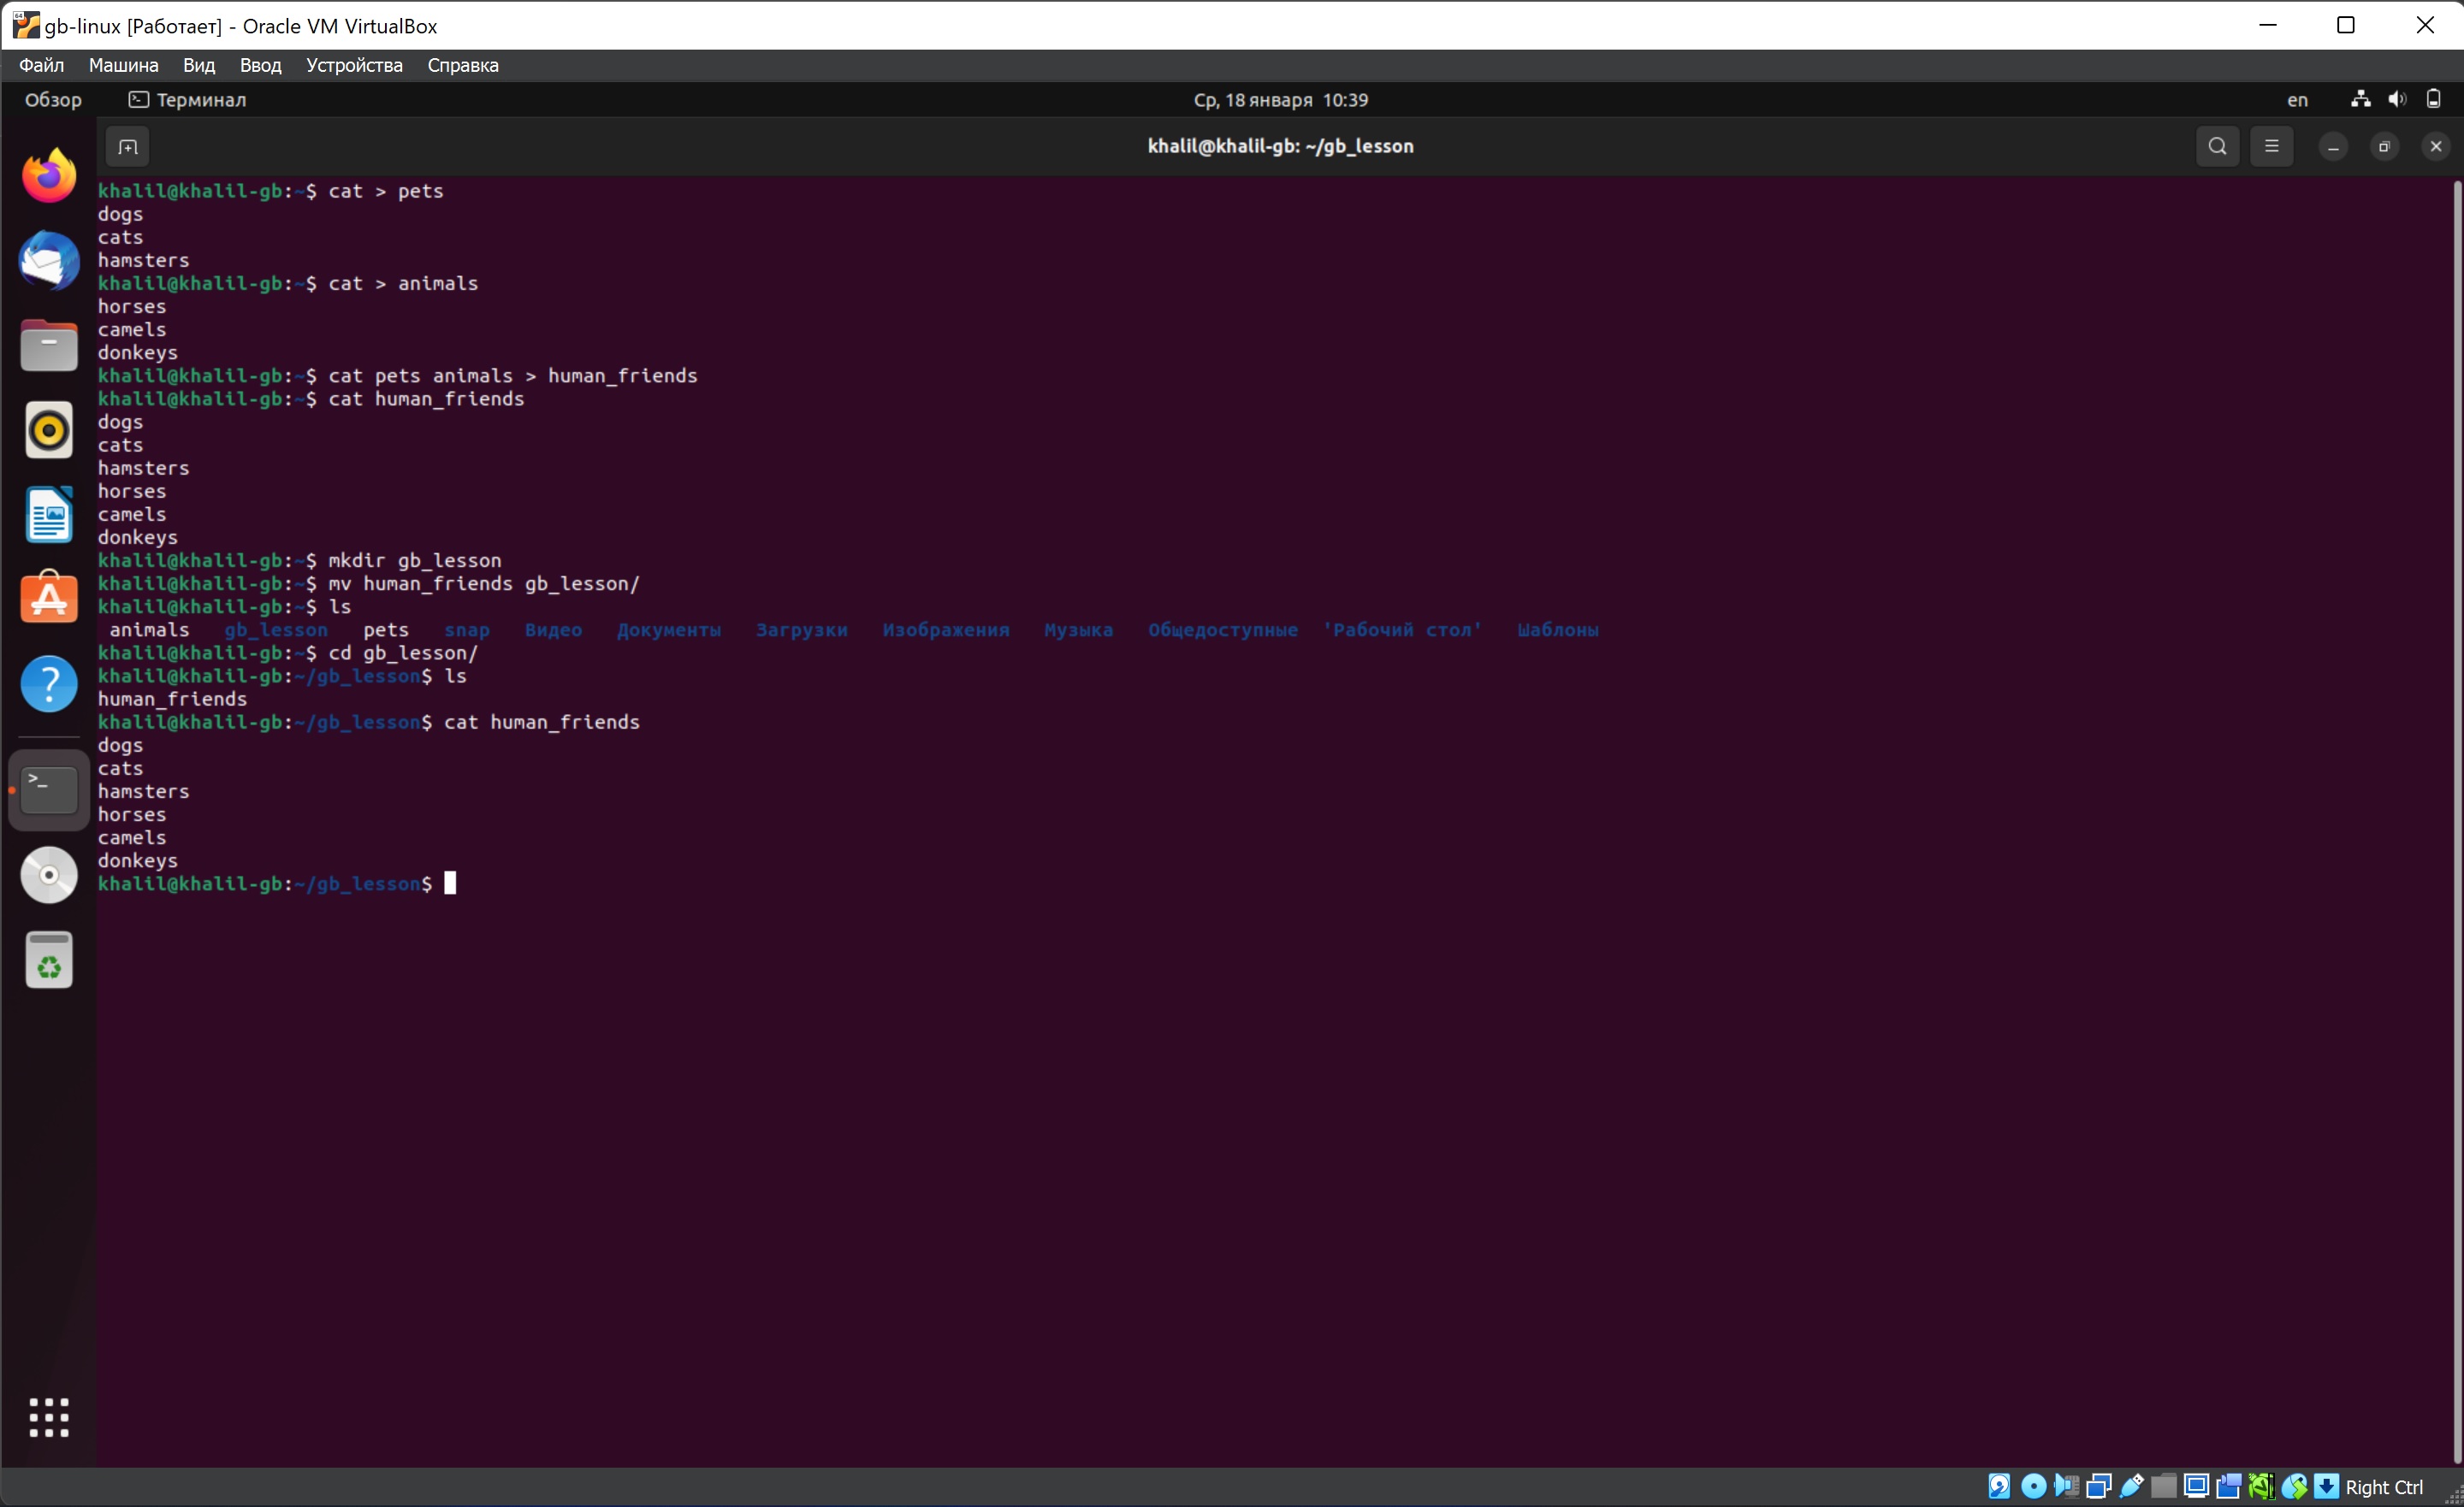 gb-linux [Работает] - Oracle VM VirtualBox
Файл Машина Вид Ввод Устройства Справка
Обзор Терминал Ср, 18 января 10:39 en
khalil@khalil-gb: ~/gb_lesson
khalil@khalil-gb:~$ cat > pets
dogs
cats
hamsters
khalil@khalil-gb:~$ cat > animals
horses
camels
donkeys
khalil@khalil-gb:~$ cat pets animals > human_friends
khalil@khalil-gb:~$ cat human_friends
dogs
cats
hamsters
horses
camels
donkeys
khalil@khalil-gb:~$ mkdir gb_lesson
khalil@khalil-gb:~$ mv human_friends gb_lesson/
khalil@khalil-gb:~$ ls
animals gb_lesson pets snap Видео Документы Загрузки Изображения Музыка Общедоступные 'Рабочий стол' Шаблоны
khalil@khalil-gb:~$ cd gb_lesson/
khalil@khalil-gb:~/gb_lesson$ ls
human_friends
khalil@khalil-gb:~/gb_lesson$ cat human_friends
dogs
cats
hamsters
horses
camels
donkeys
khalil@khalil-gb:~/gb_lesson$
Right Ctrl